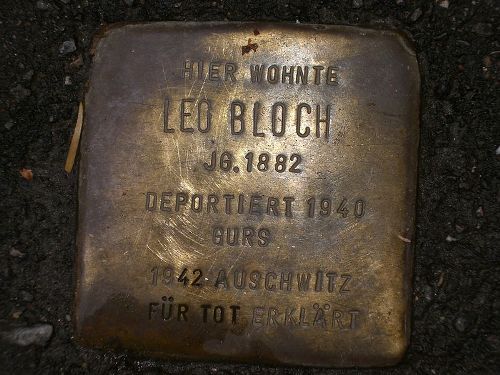 HIER WOHNTE
LEO BLOCH
JG. 1882
DEPORTIERT 1940
GURS
1942 AUSCHWITZ
FÜR TOT ERKLÄRT